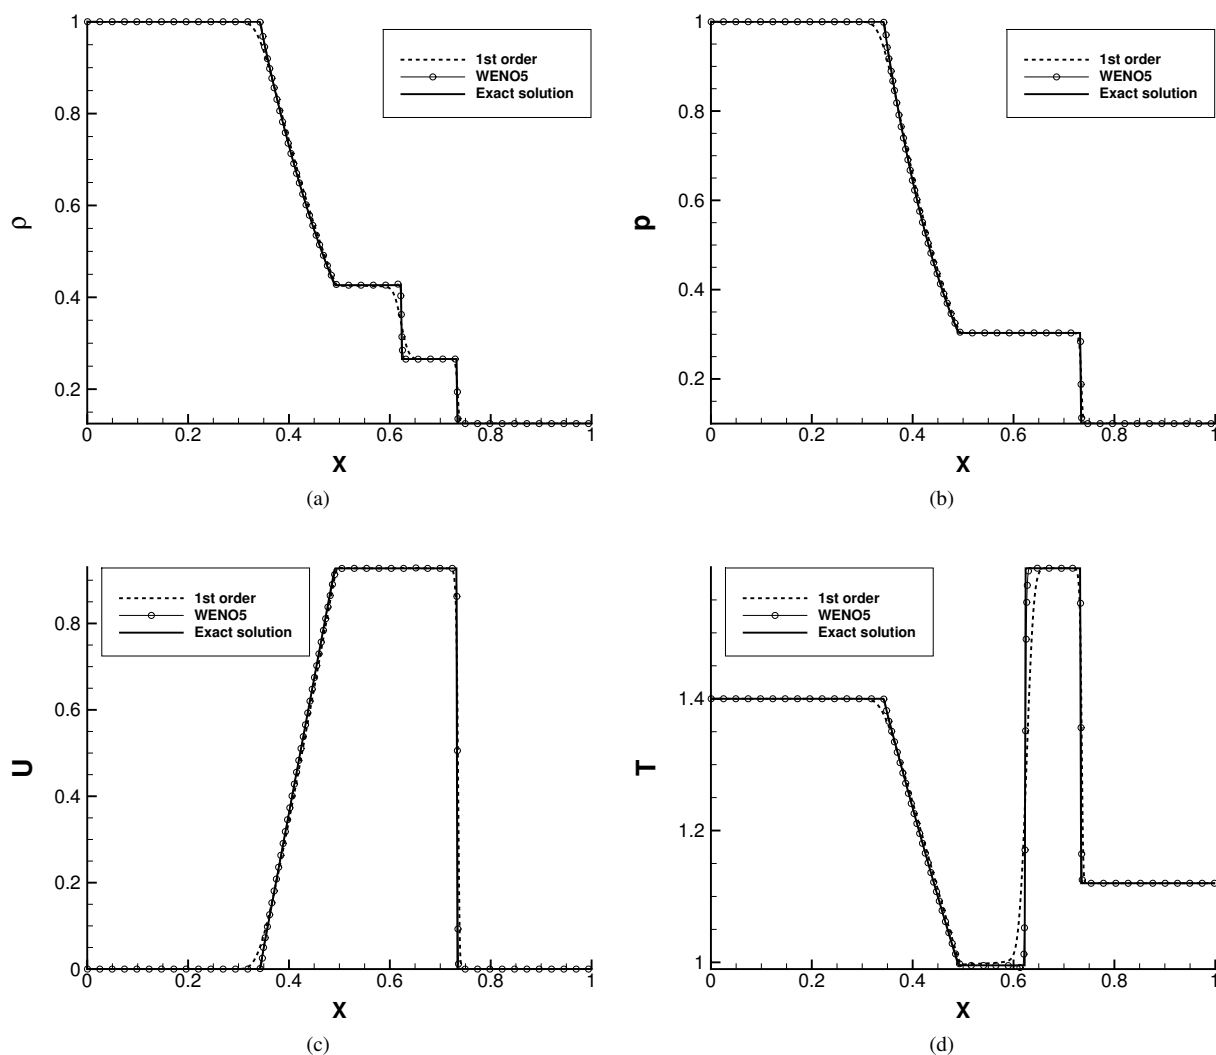 1
0.8
0.6
0.4
0.2
ρ
0 0.2 0.4 0.6 0.8 1
X
1st order
WENO5
Exact solution
(a)
1
0.8
0.6
0.4
0.2
p
0 0.2 0.4 0.6 0.8 1
X
1st order
WENO5
Exact solution
(b)
0.8
0.6
0.4
0.2
0
U
0 0.2 0.4 0.6 0.8 1
X
1st order
WENO5
Exact solution
(c)
1.4
1.2
1
T
0 0.2 0.4 0.6 0.8 1
X
1st order
WENO5
Exact solution
(d)